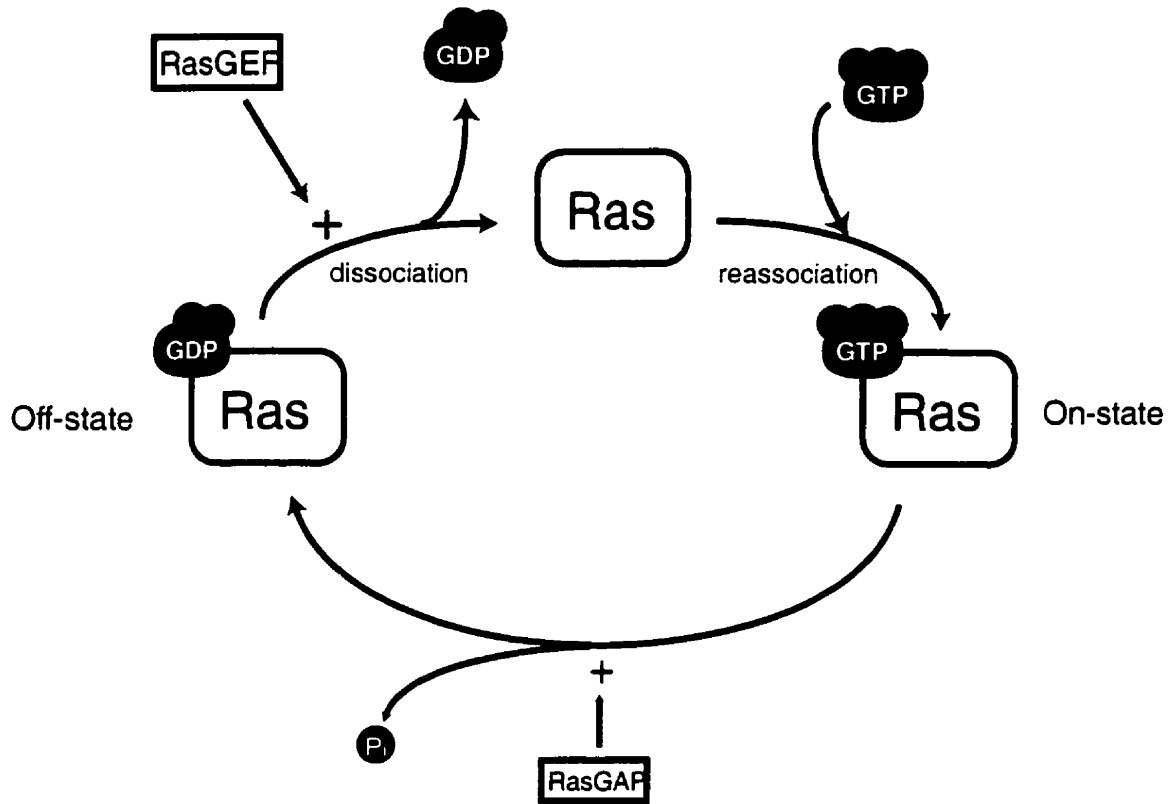 RasGEF
GDP
GTP
+
Ras
dissociation
reassociation
GDP
Ras
Off-state
GTP
Ras
On-state
+
Pi
RasGAP